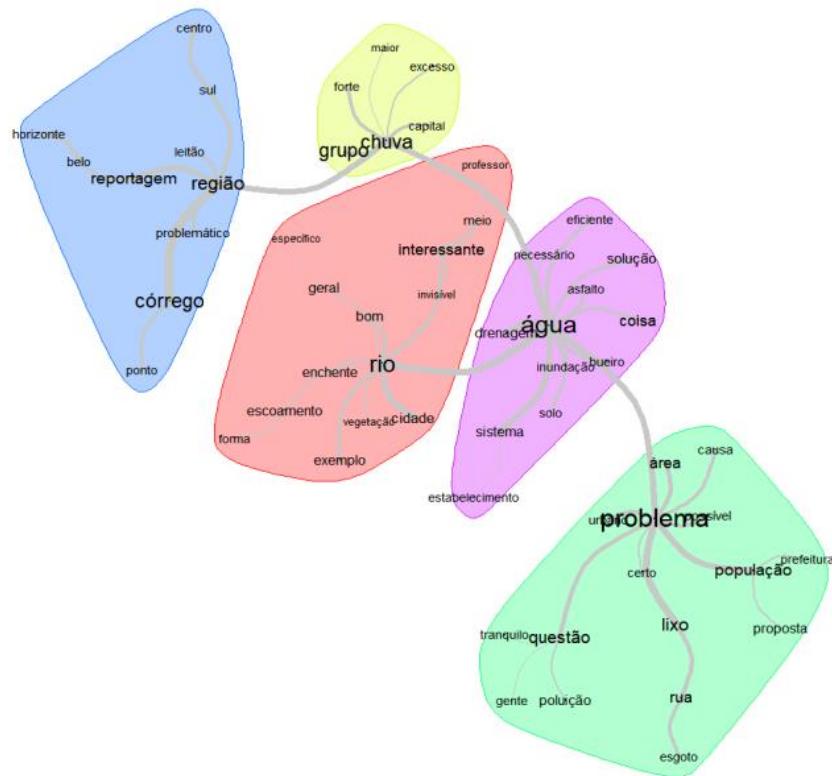 centro
sul
horizonte
belo
leitão
reportagem
região
problemático
córrego
ponto
maior
excesso
forte
capital
grupo
chuva
professor
meio
específico
interessante
geral
invisível
bom
rio
enchente
escoamento
vegetação
cidade
forma
exemplo
eficiente
necessário
solução
asfalto
água
coisa
drenagem
inundação
bueiro
solo
sistema
estabelecimento
causa
área
problema
urbano
possível
prefeitura
certo
população
lixo
proposta
tranquilo
questão
gente
poluição
rua
esgoto